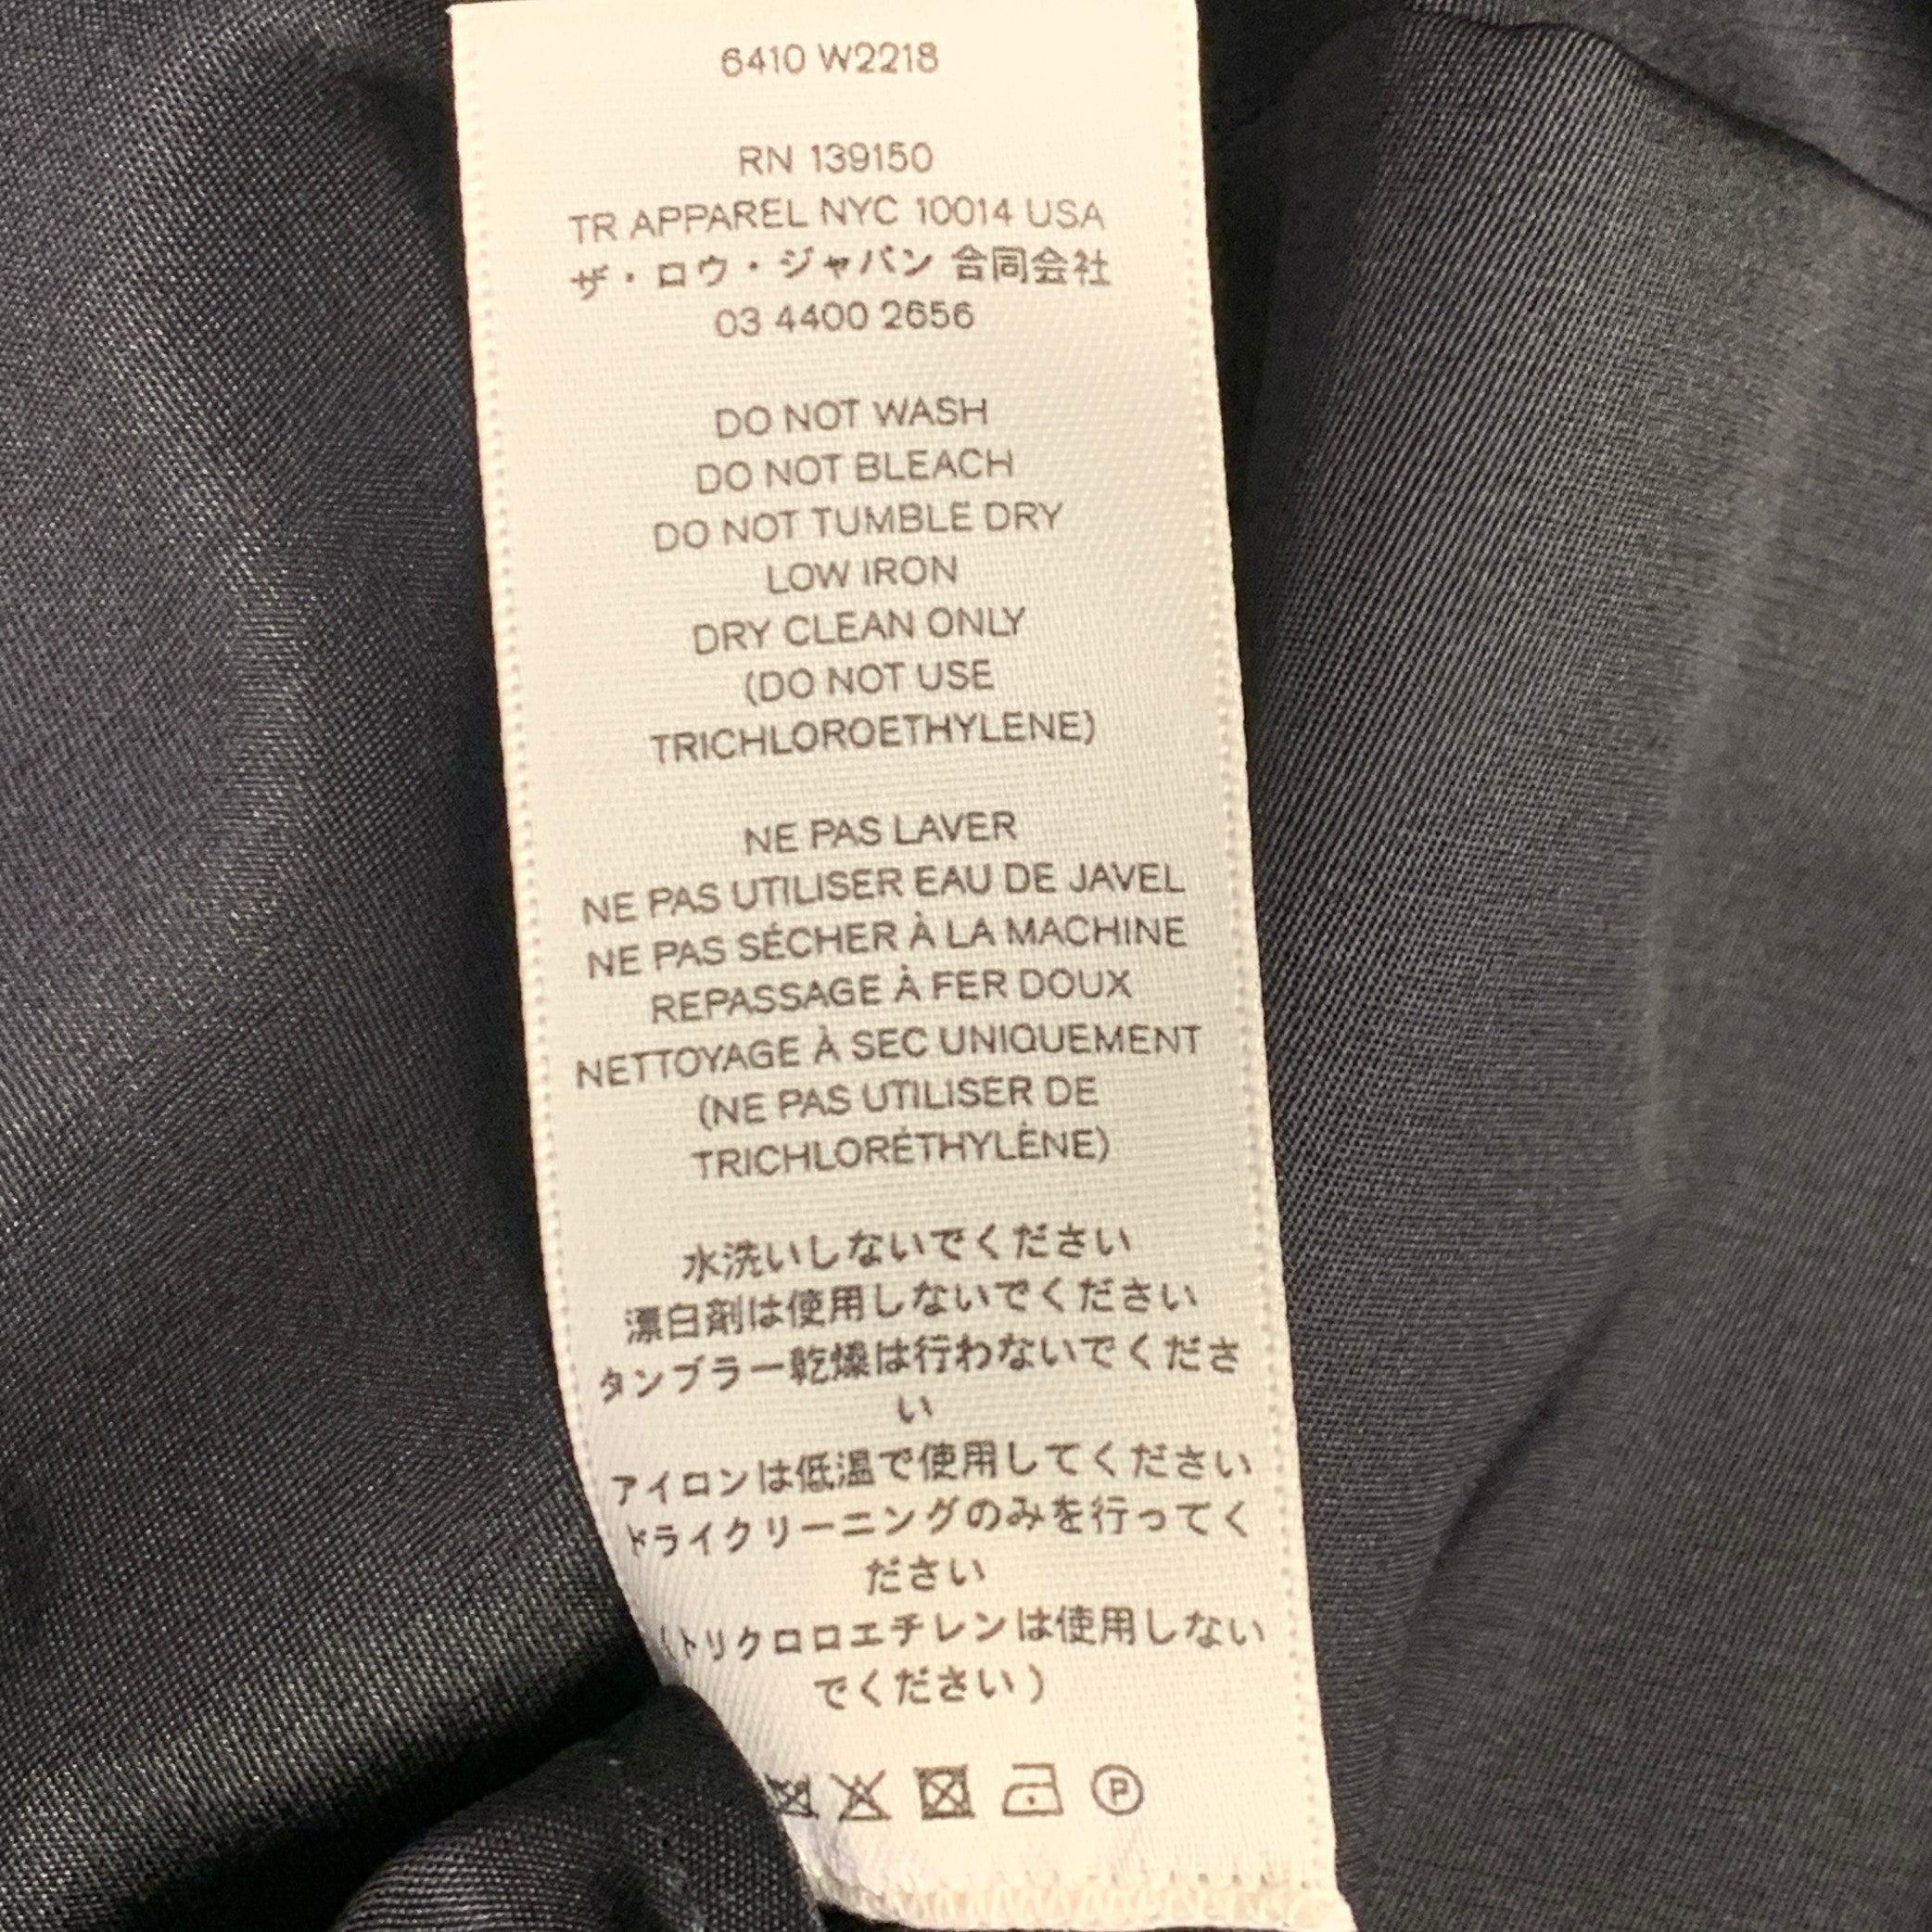 6410 W2218
RN 139150
TR APPAREL NYC 10014 USA
ザ・ロウ・ジャパン 合同会社
03 4400 2656
DO NOT WASH
DO NOT BLEACH
DO NOT TUMBLE DRY
LOW IRON
DRY CLEAN ONLY
(DO NOT USE
TRICHLOROETHYLENE)
NE PAS LAVER
NE PAS UTILISER EAU DE JAVEL
NE PAS SÉCHER À LA MACHINE
REPASSAGE À FER DOUX
NETTOYAGE À SEC UNIQUEMENT
(NE PAS UTILISER DE
TRICHLORÉTHYLÈNE)
水洗いしないでください
漂白剤は使用しないでください
タンブラー乾燥は行わないでくださ
い
アイロンは低温で使用してください
ドライクリーニングのみを行ってく
ださい
(トリクロロエチレンは使用しない
でください)
P